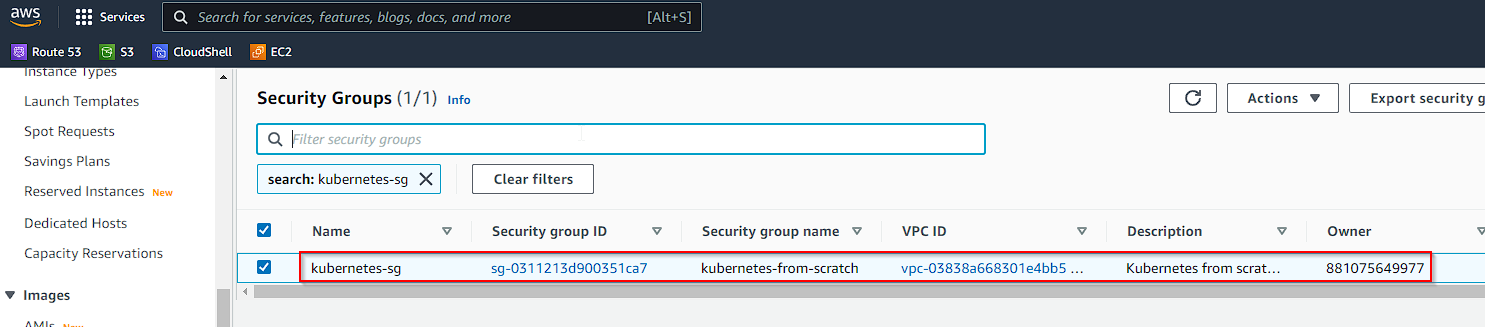 aws
Services
Search for services, features, blogs, docs, and more [Alt+S]
Route 53 S3 CloudShell EC2
Instance Types
Launch Templates
Spot Requests
Savings Plans
Reserved Instances New
Dedicated Hosts
Capacity Reservations
Images
AMIs New
Security Groups (1/1) Info
Actions
Export security g
Filter security groups
search: kubernetes-sg
Clear filters
Name Security group ID Security group name VPC ID Description Owner
kubernetes-sg sg-0311213d900351ca7 kubernetes-from-scratch vpc-03838a668301e4bb5 ... Kubernetes from scrat... 881075649977